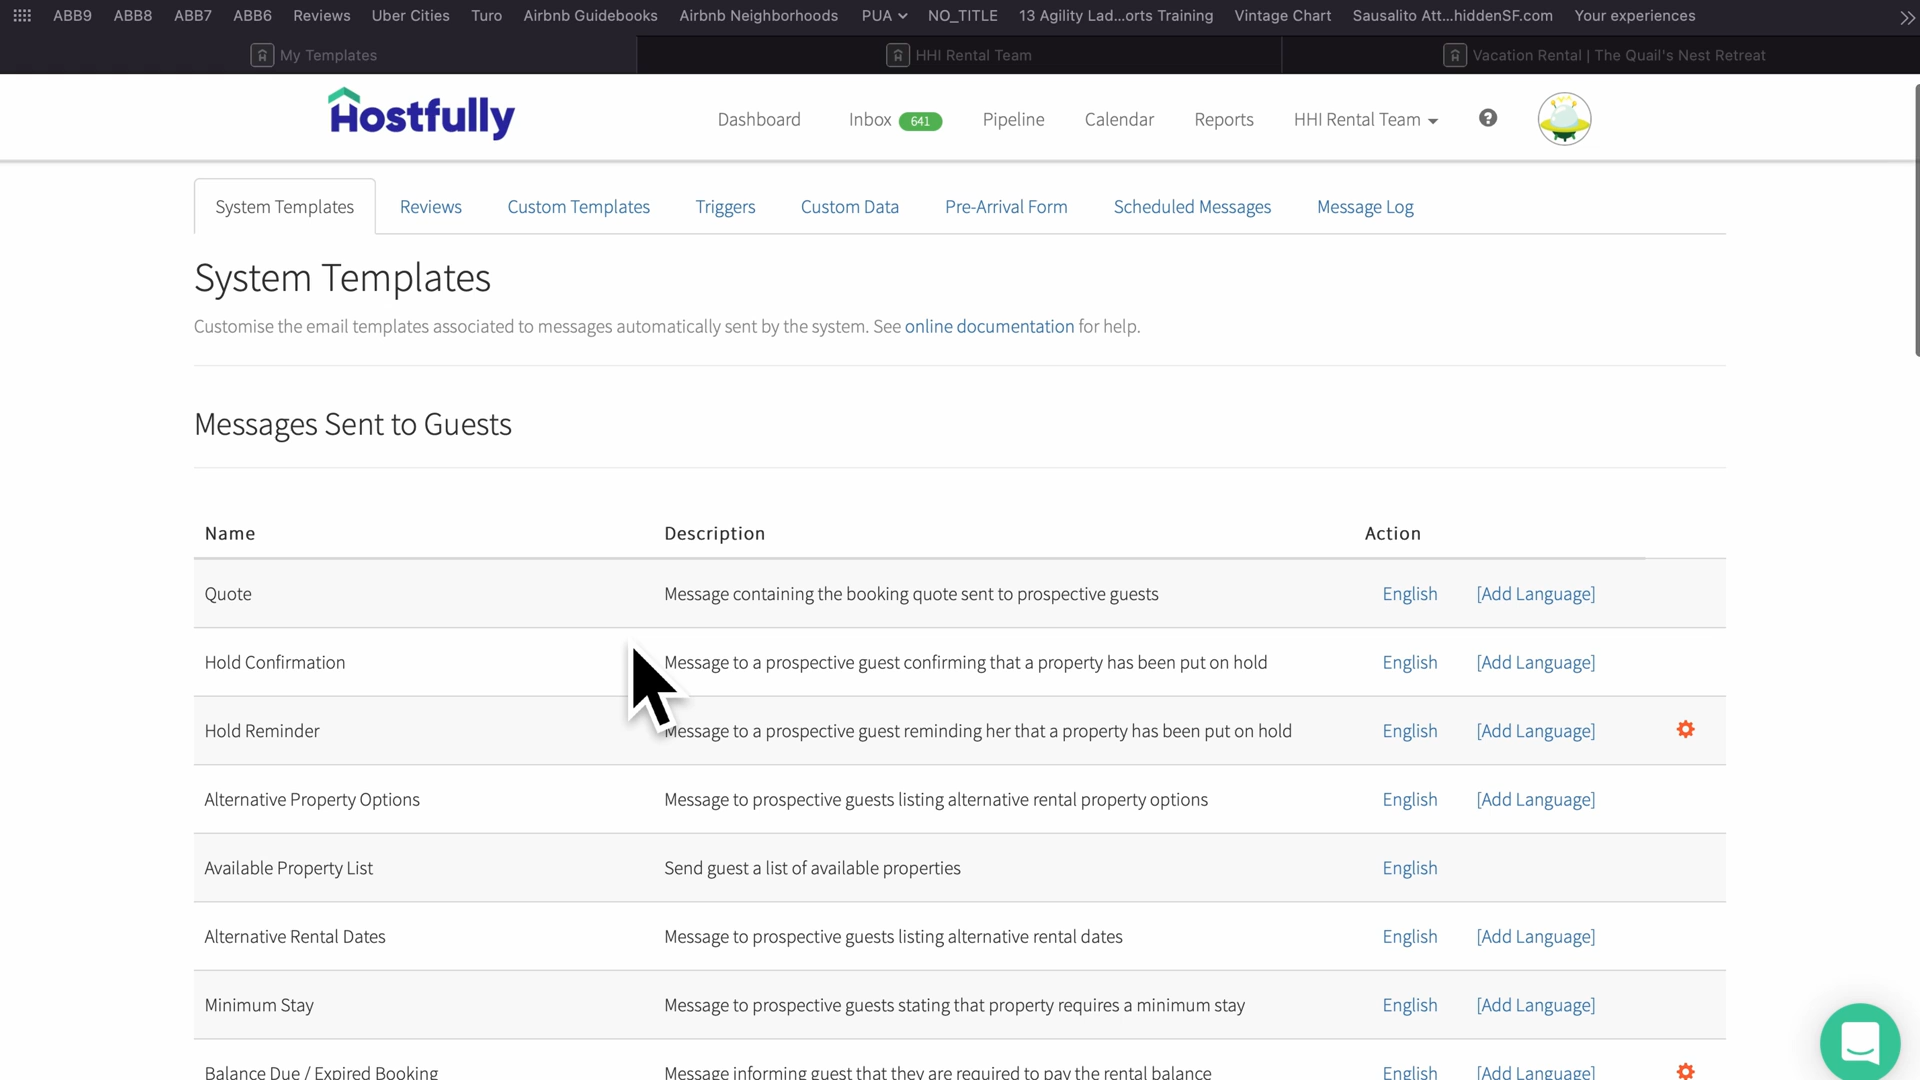 ABB9 ABB8 ABB7 ABB6 Reviews Uber Cities Turo Airbnb Guidebooks Airbnb Neighborhoods PUA NO_TITLE 13 Agility Lad...orts Training Vintage Chart Sausalito Att...hiddenSF.com Your experiences
My Templates HHI Rental Team Vacation Rental | The Quail's Nest Retreat
Hostfully Dashboard Inbox 641 Pipeline Calendar Reports HHI Rental Team ?
System Templates Reviews Custom Templates Triggers Custom Data Pre-Arrival Form Scheduled Messages Message Log
System Templates
Customise the email templates associated to messages automatically sent by the system. See online documentation for help.
Messages Sent to Guests
Name Description Action
Quote Message containing the booking quote sent to prospective guests English [Add Language]
Hold Confirmation Message to a prospective guest confirming that a property has been put on hold English [Add Language]
Hold Reminder Message to a prospective guest reminding her that a property has been put on hold English [Add Language]
Alternative Property Options Message to prospective guests listing alternative rental property options English [Add Language]
Available Property List Send guest a list of available properties English
Alternative Rental Dates Message to prospective guests listing alternative rental dates English [Add Language]
Minimum Stay Message to prospective guests stating that property requires a minimum stay English [Add Language]
Balance Due / Expired Booking Message informing guest that they are required to pay the rental balance English [Add Language]